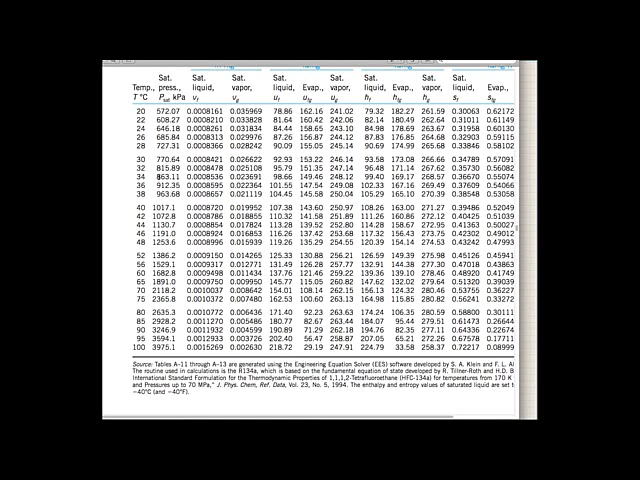 Sat. Sat. Sat. Sat. Sat. Sat. Sat.
Temp., press., liquid, vapor, liquid, Evap., vapor, liquid, Evap., vapor, liquid, Evap.,
T °C P sat kPa vf vg uf ufg ug hf hfg hg sf sfg
20 572.07 0.0008161 0.035969 78.86 162.16 241.02 79.32 182.27 261.59 0.30063 0.62172
22 608.27 0.0008210 0.033828 81.64 160.42 242.06 82.14 180.49 262.64 0.31011 0.61149
24 646.18 0.0008261 0.031834 84.44 158.65 243.10 84.98 178.69 263.67 0.31958 0.60130
26 685.84 0.0008313 0.029976 87.26 156.87 244.12 87.83 176.85 264.68 0.32903 0.59115
28 727.31 0.0008366 0.028242 90.09 155.05 245.14 90.69 174.99 265.68 0.33846 0.58102
30 770.64 0.0008421 0.026622 92.93 153.22 246.14 93.58 173.08 266.66 0.34789 0.57091
32 815.89 0.0008478 0.025108 95.79 151.35 247.14 96.48 171.14 267.62 0.35730 0.56082
34 863.11 0.0008536 0.023691 98.66 149.46 248.12 99.40 169.17 268.57 0.36670 0.55074
36 912.35 0.0008595 0.022364 101.55 147.54 249.08 102.33 167.16 269.49 0.37609 0.54066
38 963.68 0.0008657 0.021119 104.45 145.58 250.04 105.29 165.10 270.39 0.38548 0.53058
40 1017.1 0.0008720 0.019952 107.38 143.60 250.97 108.26 163.00 271.27 0.39486 0.52049
42 1072.8 0.0008786 0.018855 110.32 141.58 251.89 111.26 160.86 272.12 0.40425 0.51039
44 1130.7 0.0008854 0.017824 113.28 139.52 252.80 114.28 158.67 272.95 0.41363 0.50027
46 1191.0 0.0008924 0.016853 116.26 137.42 253.68 117.32 156.43 273.75 0.42302 0.49012
48 1253.6 0.0008996 0.015939 119.26 135.29 254.55 120.39 154.14 274.53 0.43242 0.47993
52 1386.2 0.0009150 0.014265 125.33 130.88 256.21 126.59 149.39 275.98 0.45126 0.45941
56 1529.1 0.0009317 0.012771 131.49 126.28 257.77 132.91 144.38 277.30 0.47018 0.43863
60 1682.8 0.0009498 0.011434 137.76 121.46 259.22 139.36 139.10 278.46 0.48920 0.41749
65 1891.0 0.0009750 0.009950 145.77 115.05 260.82 147.62 132.02 279.64 0.51320 0.39039
70 2118.2 0.0010037 0.008642 154.01 108.14 262.15 156.13 124.32 280.46 0.53755 0.36227
75 2365.8 0.0010372 0.007480 162.53 100.60 263.13 164.98 115.85 280.82 0.56241 0.33272
80 2635.3 0.0010772 0.006436 171.40 92.23 263.63 174.24 106.35 280.59 0.58800 0.30111
85 2928.2 0.0011270 0.005486 180.77 82.67 263.44 184.07 95.44 279.51 0.61473 0.26644
90 3246.9 0.0011932 0.004599 190.89 71.29 262.18 194.76 82.35 277.11 0.64336 0.22674
95 3594.1 0.0012933 0.003726 202.40 56.47 258.87 207.05 65.21 272.26 0.67578 0.17711
100 3975.1 0.0015269 0.002630 218.72 29.19 247.91 224.79 33.58 258.37 0.72217 0.08999
Source: Tables A-11 through A-13 are generated using the Engineering Equation Solver (EES) software developed by S. A. Klein and F. L. Al
The routine used in calculations is the R134a, which is based on the fundamental equation of state developed by R. Tillner-Roth and H.D. B
International Standard Formulation for the Thermodynamic Properties of 1,1,1,2-Tetrafluoroethane (HFC-134a) for temperatures from 170 K
and Pressures up to 70 MPa," J. Phys. Chem, Ref. Data, Vol. 23, No. 5, 1994. The enthalpy and entropy values of saturated liquid are set t
−40°C (and −40°F).